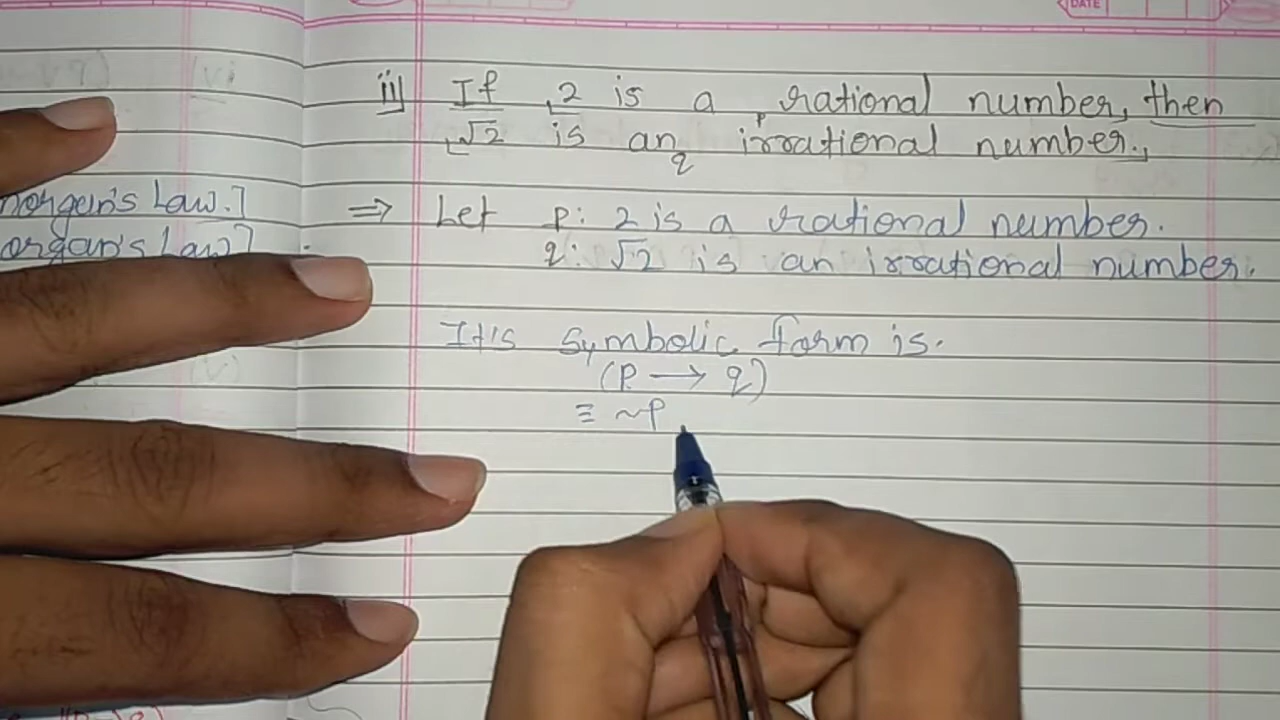 DATE
ii] If 2 is a rational number, then
p
√2 is an irrational number.,
q
morgan's Law.]
organ's Law]
⇒ Let p: 2 is a rational number.
q: √2 is an irrational number.
It's Symbolic form is.
(P → q)
≡ ~P